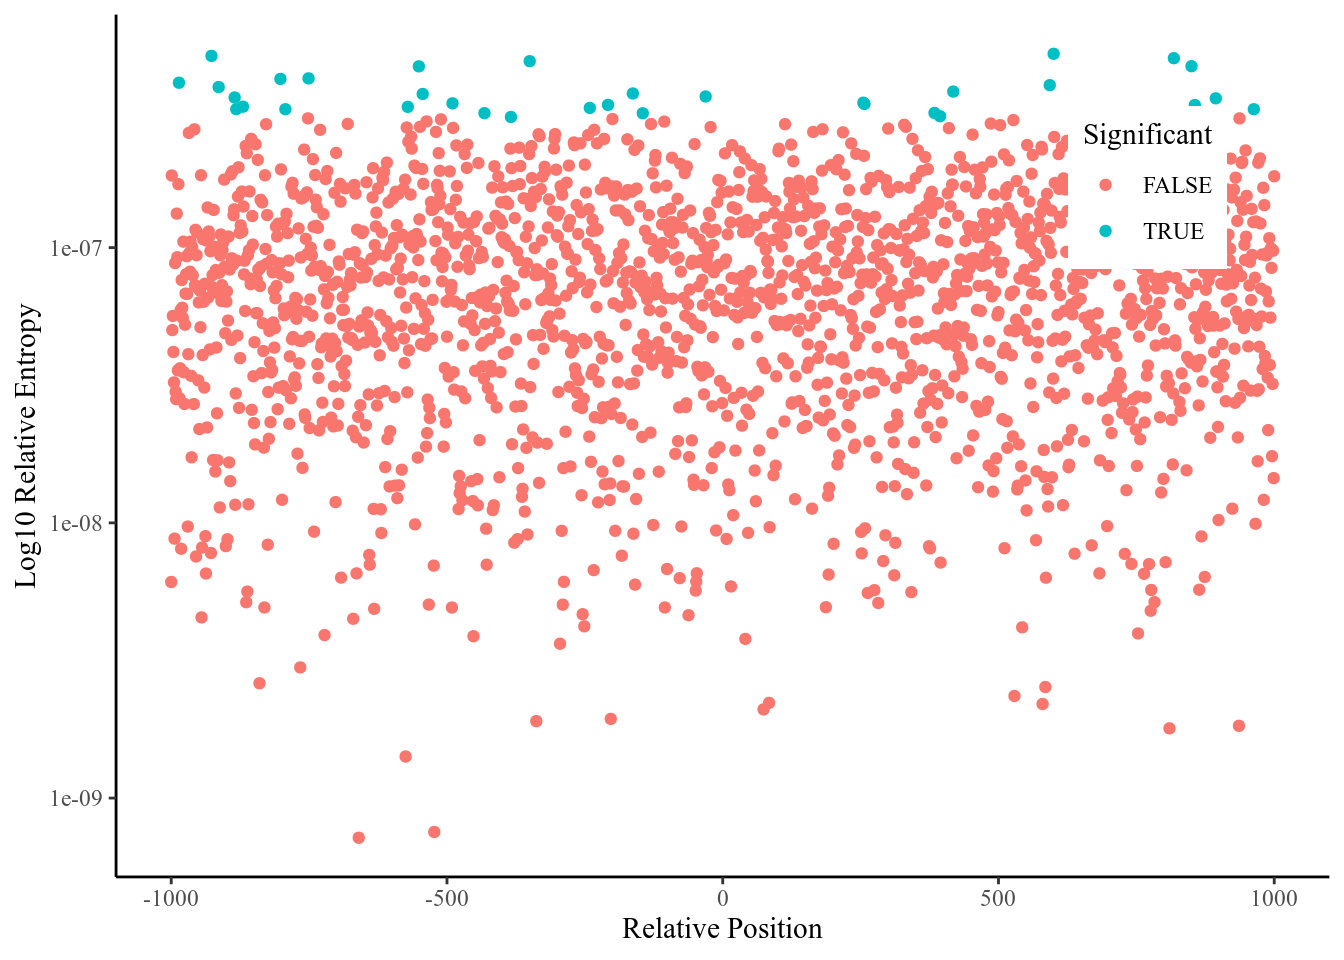 Log10 Relative Entropy
1e-07
1e-08
1e-09
Significant
FALSE
TRUE
-1000
-500
0
500
1000
Relative Position